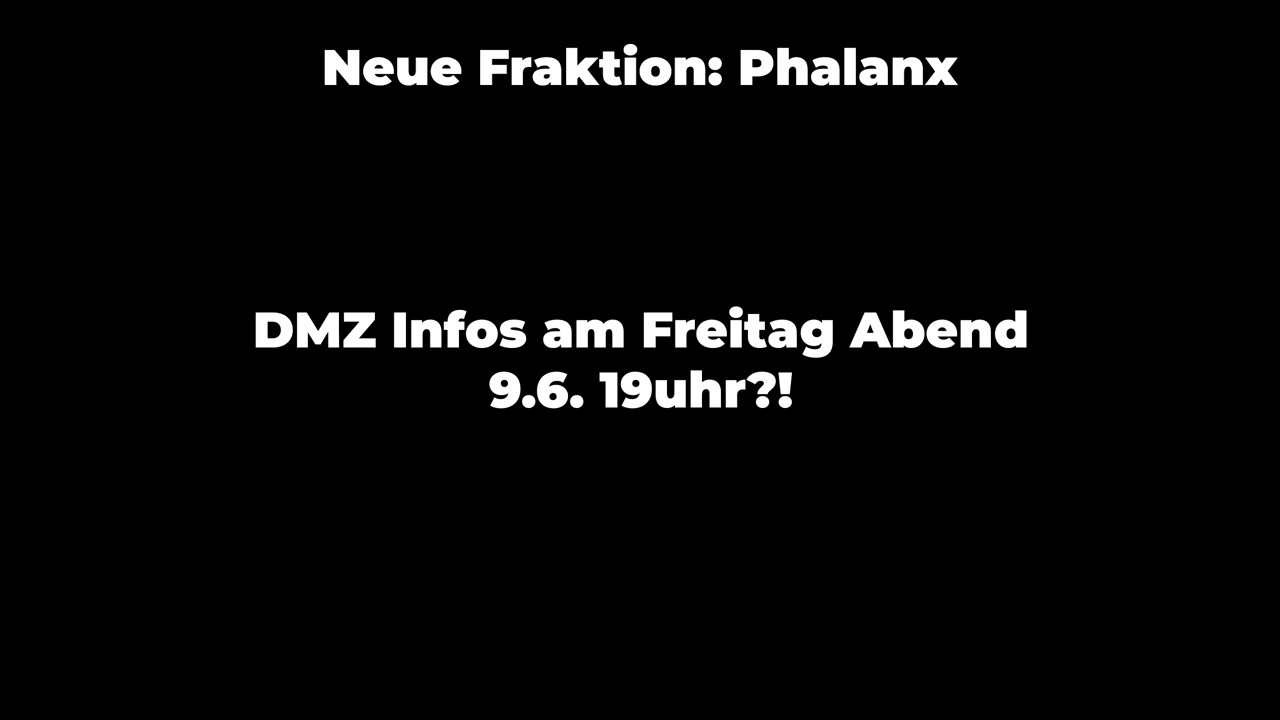 Neue Fraktion: Phalanx
DMZ Infos am Freitag Abend
9.6. 19uhr?!